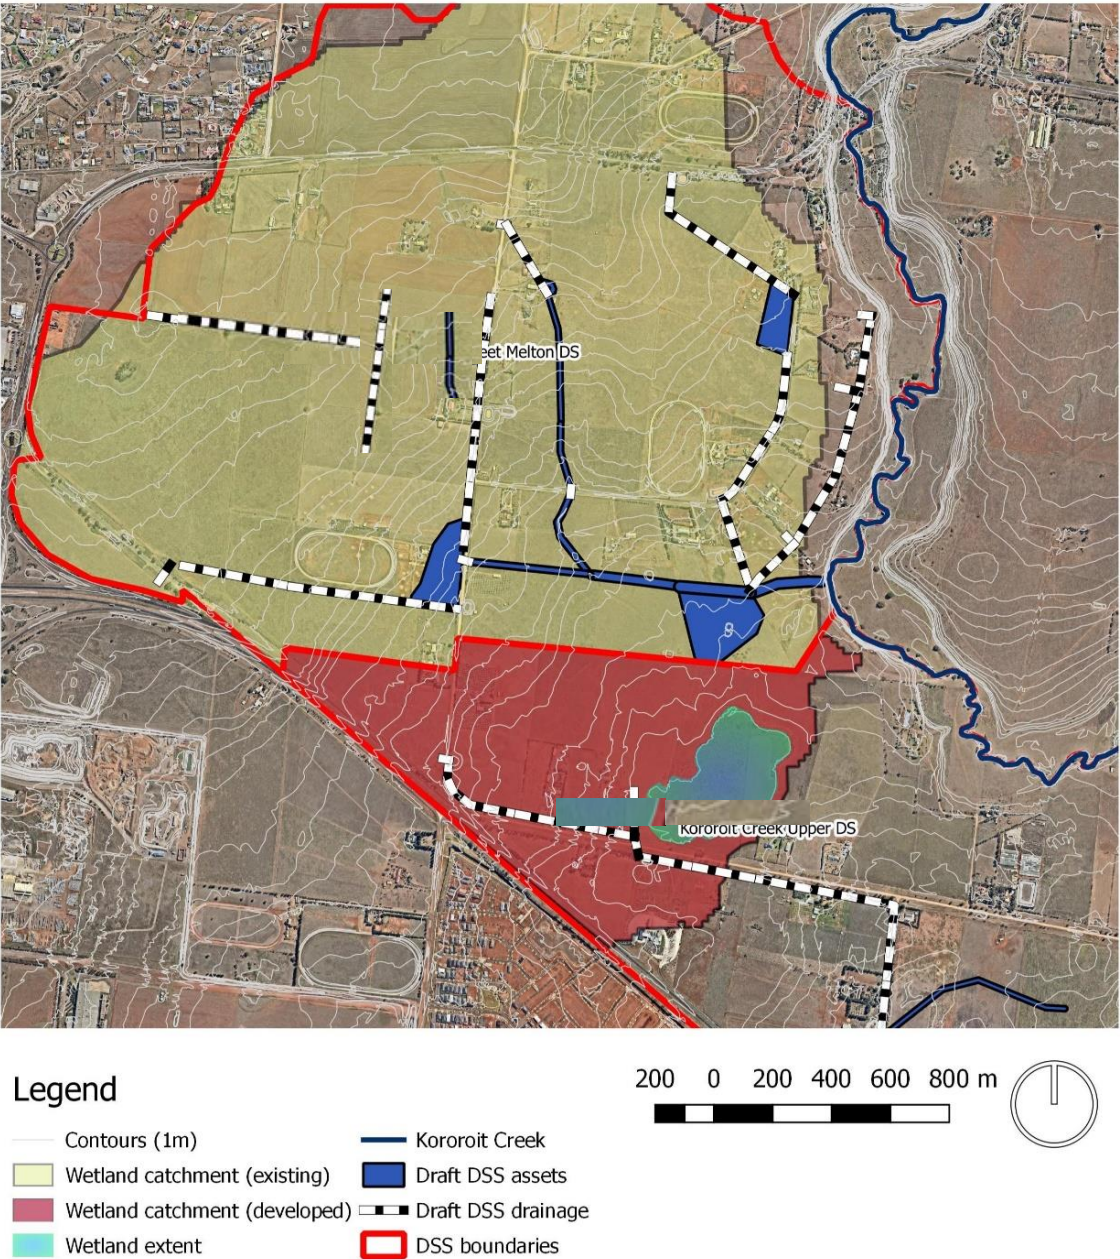 eet Melton DS
Kororoit Creek Upper DS
Legend
Contours (1m)
Wetland catchment (existing)
Wetland catchment (developed)
Wetland extent
Kororoit Creek
Draft DSS assets
Draft DSS drainage
DSS boundaries
200 0 200 400 600 800 m